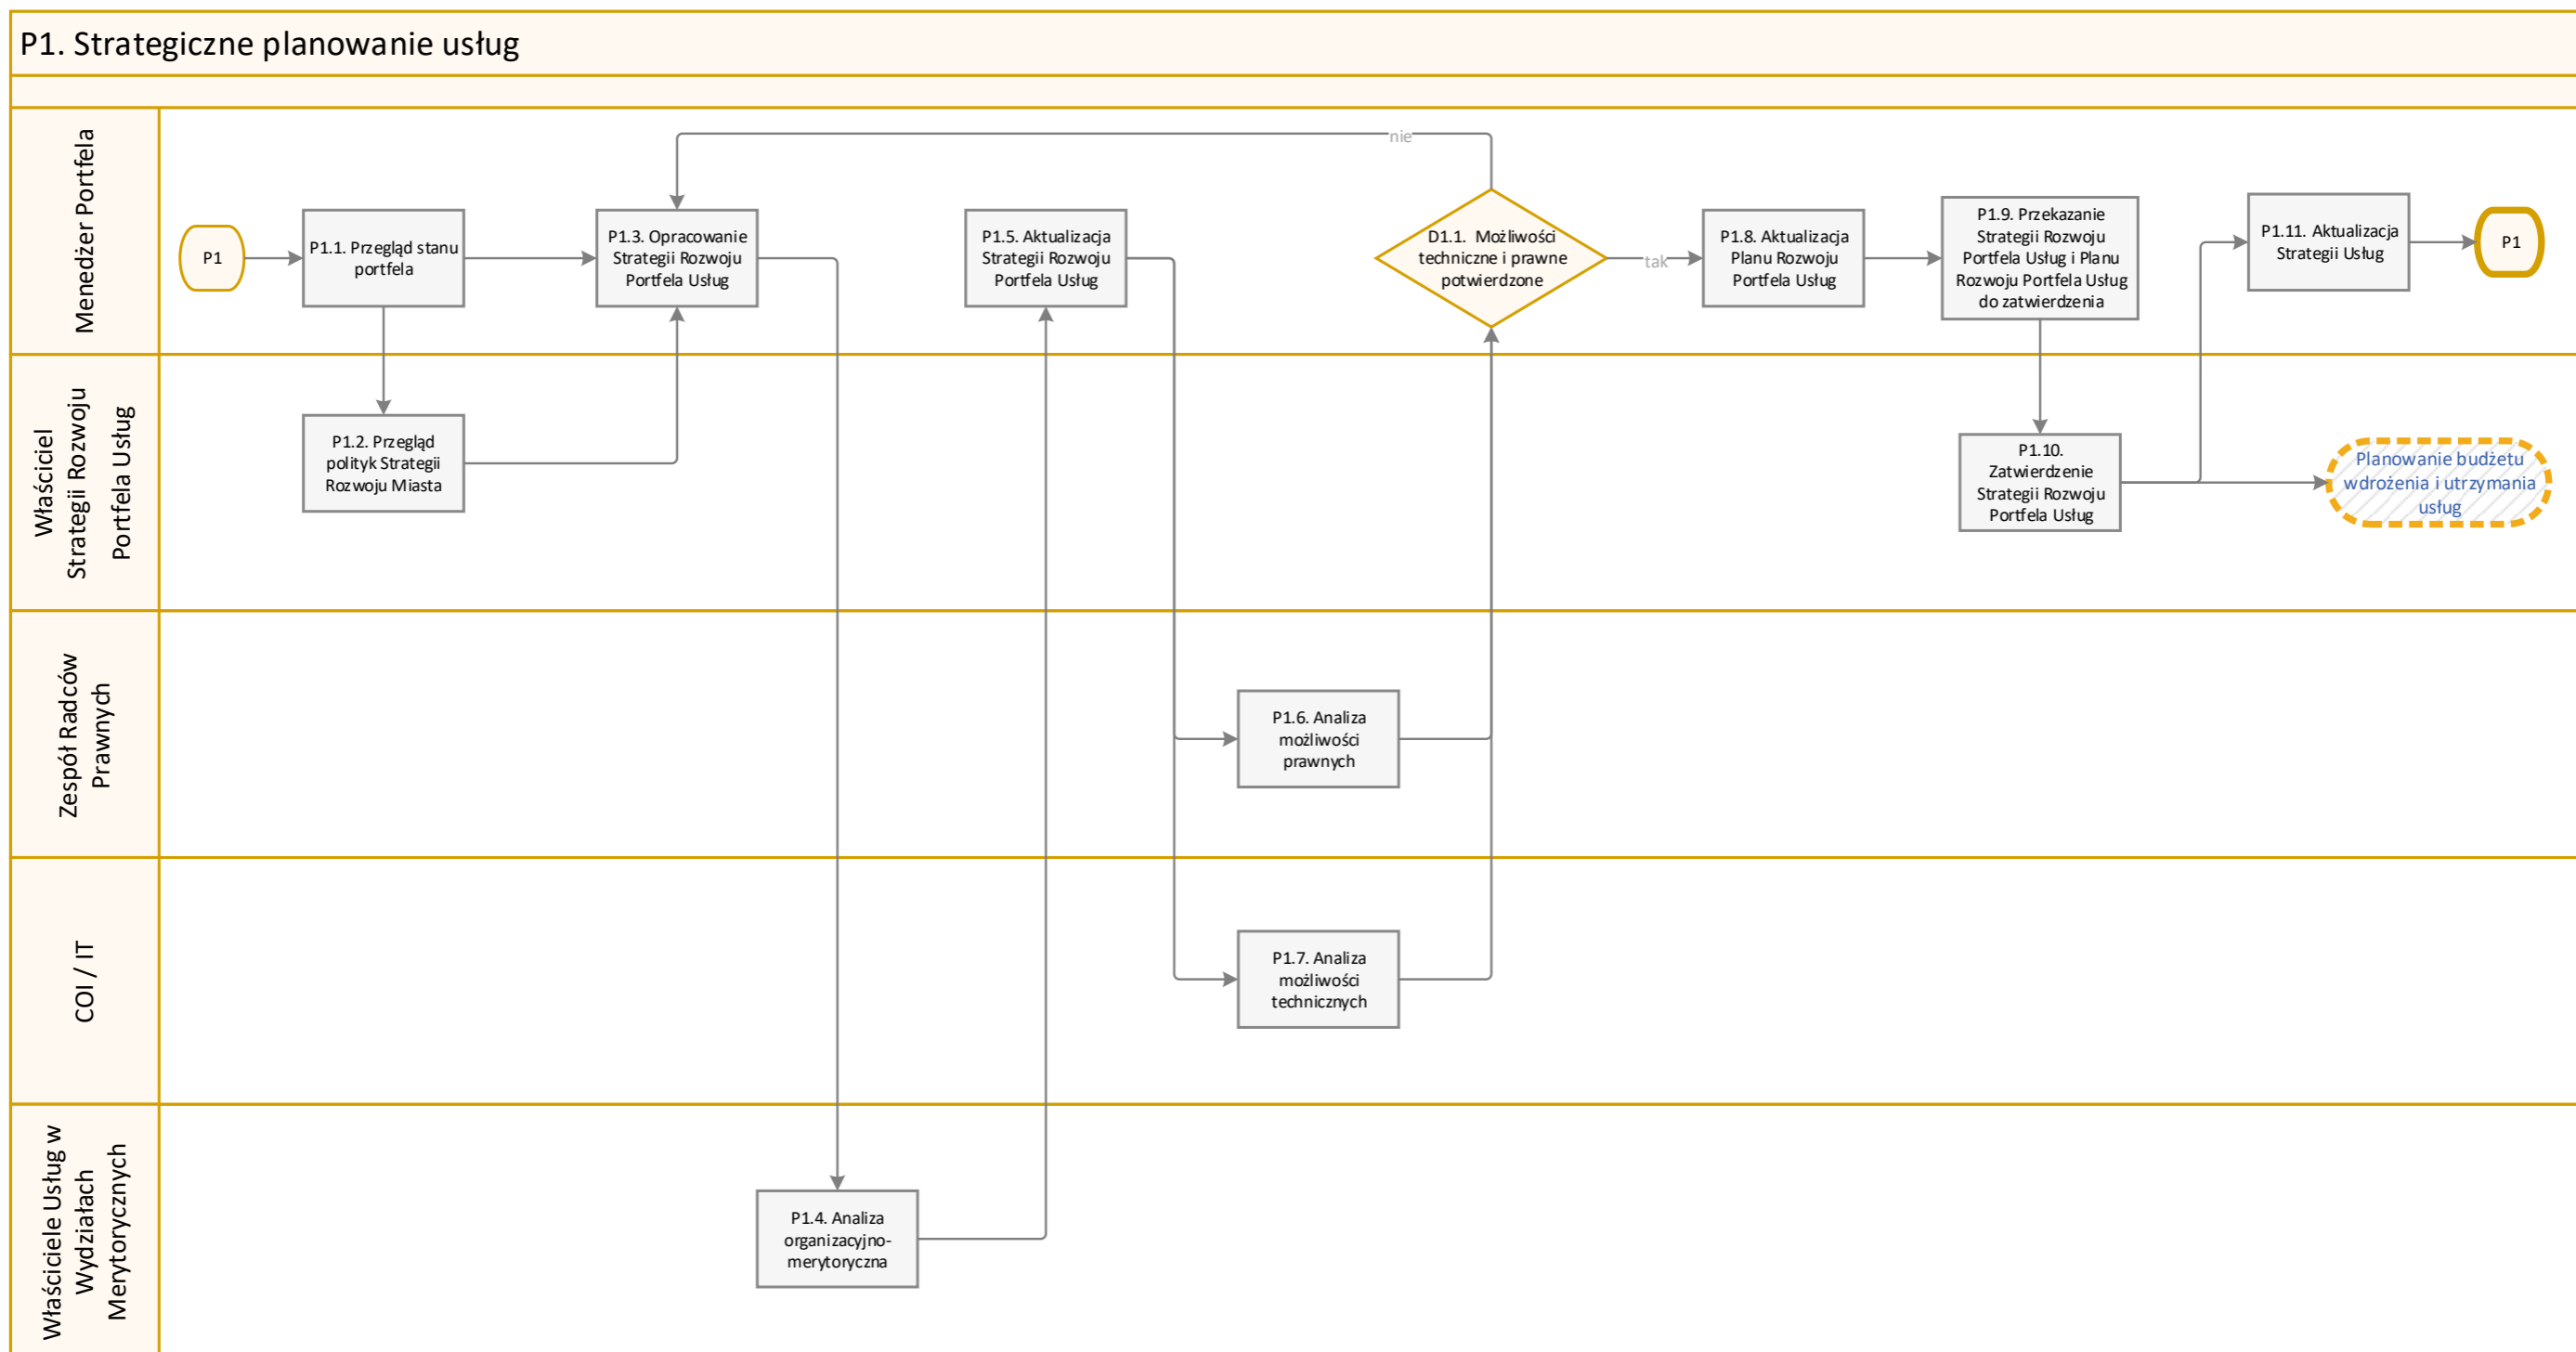 P1. Strategiczne planowanie usług
Menedżer Portfela
P1
P1.1. Przegląd stanu
portfela
P1.3. Opracowanie
Strategii Rozwoju
Portfela Usług
P1.5. Aktualizacja
Strategii Rozwoju
Portfela Usług
nie
D1.1. Możliwości
techniczne i prawne
potwierdzone
tak
P1.8. Aktualizacja
Planu Rozwoju
Portfela Usług
P1.9. Przekazanie
Strategii Rozwoju
Portfela Usług i Planu
Rozwoju Portfela Usług
do zatwierdzenia
P1.11. Aktualizacja
Strategii Usług
P1
Właściciel
Strategii Rozwoju
Portfela Usług
P1.2. Przegląd
polityk Strategii
Rozwoju Miasta
P1.10.
Zatwierdzenie
Strategii Rozwoju
Portfela Usług
Planowanie budżetu
wdrożenia i utrzymania
usług
Zespół Radców
Prawnych
P1.6. Analiza
możliwości
prawnych
COI / IT
P1.7. Analiza
możliwości
technicznych
Właściciele Usług w
Wydziałach
Merytorycznych
P1.4. Analiza
organizacyjno-
merytoryczna